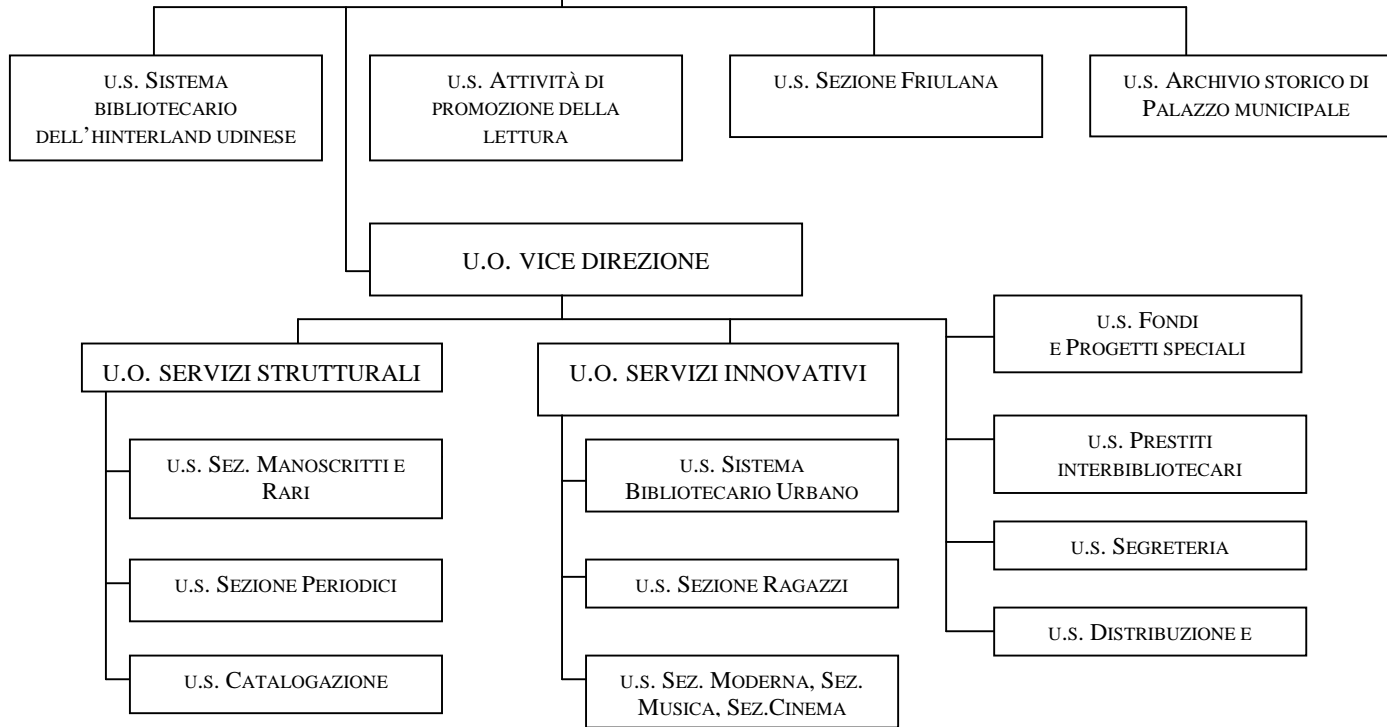 U.S. SISTEMA
BIBLIOTECARIO
DELL'HINTERLAND UDINESE
U.S. ATTIVITÀ DI
PROMOZIONE DELLA
LETTURA
U.S. SEZIONE FRIULANA
U.S. ARCHIVIO STORICO DI
PALAZZO MUNICIPALE
U.O. VICE DIREZIONE
U.O. SERVIZI STRUTTURALI
U.S. SEZ. MANOSCRITTI E
RARI
U.S. SEZIONE PERIODICI
U.S. CATALOGAZIONE
U.O. SERVIZI INNOVATIVI
U.S. SISTEMA
BIBLIOTECARIO URBANO
U.S. SEZIONE RAGAZZI
U.S. SEZ. MODERNA, SEZ.
MUSICA, SEZ.CINEMA
U.S. FONDI
E PROGETTI SPECIALI
U.S. PRESTITI
INTERBIBLIOTECARI
U.S. SEGRETERIA
U.S. DISTRIBUZIONE E